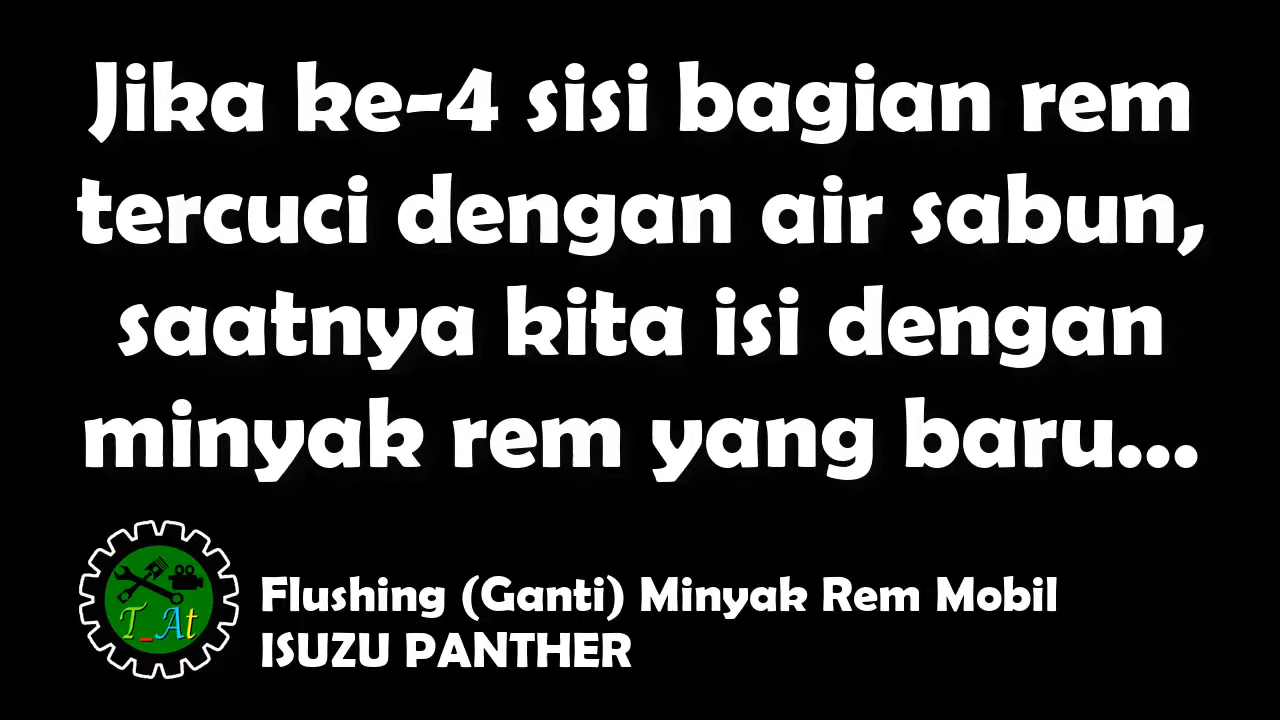 Jika ke-4 sisi bagian rem
tercuci dengan air sabun,
saatnya kita isi dengan
minyak rem yang baru...
T_At
Flushing (Ganti) Minyak Rem Mobil
ISUZU PANTHER